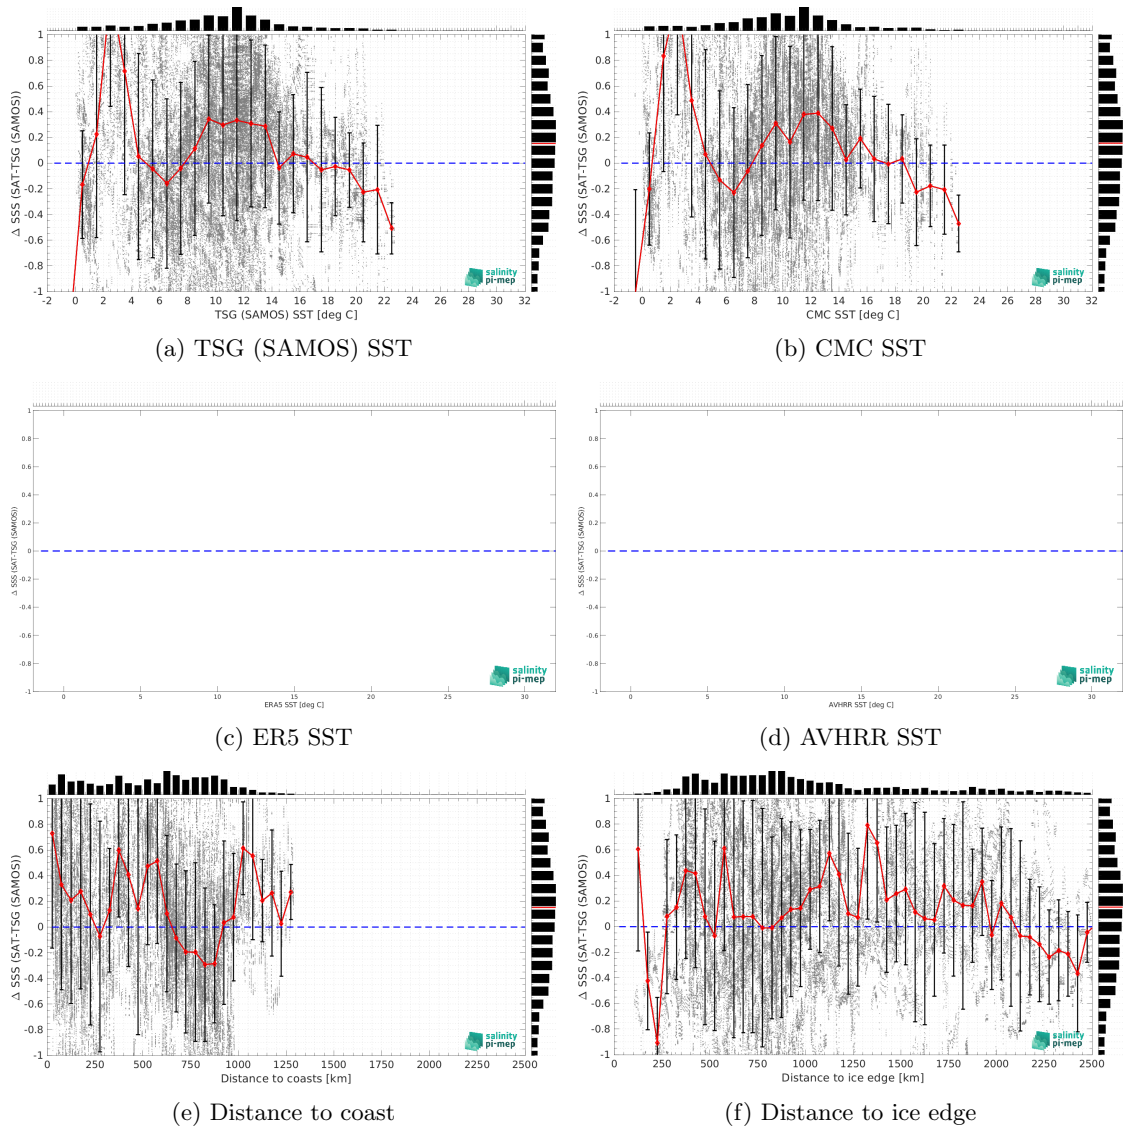 1
0.8
0.6
0.4
0.2
0
-0.2
-0.4
-0.6
-0.8
-1
Δ SSS (SAT-TSG (SAMOS))
-2 0 2 4 6 8 10 12 14 16 18 20 22 24 26 28 30 32
TSG (SAMOS) SST [deg C]
salinity
pi-mep
(a) TSG (SAMOS) SST
1
0.8
0.6
0.4
0.2
0
-0.2
-0.4
-0.6
-0.8
-1
Δ SSS (SAT-TSG (SAMOS))
-2 0 2 4 6 8 10 12 14 16 18 20 22 24 26 28 30 32
CMC SST [deg C]
salinity
pi-mep
(b) CMC SST
1
0.8
0.6
0.4
0.2
0
-0.2
-0.4
-0.6
-0.8
-1
Δ SSS (SAT-TSG (SAMOS))
0 5 10 15 20 25 30
ERA5 SST [deg C]
salinity
pi-mep
(c) ER5 SST
1
0.8
0.6
0.4
0.2
0
-0.2
-0.4
-0.6
-0.8
-1
Δ SSS (SAT-TSG (SAMOS))
0 5 10 15 20 25 30
AVHRR SST [deg C]
salinity
pi-mep
(d) AVHRR SST
1
0.8
0.6
0.4
0.2
0
-0.2
-0.4
-0.6
-0.8
-1
Δ SSS (SAT-TSG (SAMOS))
0 250 500 750 1000 1250 1500 1750 2000 2250 2500
Distance to coasts [km]
salinity
pi-mep
(e) Distance to coast
1
0.8
0.6
0.4
0.2
0
-0.2
-0.4
-0.6
-0.8
-1
Δ SSS (SAT-TSG (SAMOS))
0 250 500 750 1000 1250 1500 1750 2000 2250 2500
Distance to ice edge [km]
salinity
pi-mep
(f) Distance to ice edge